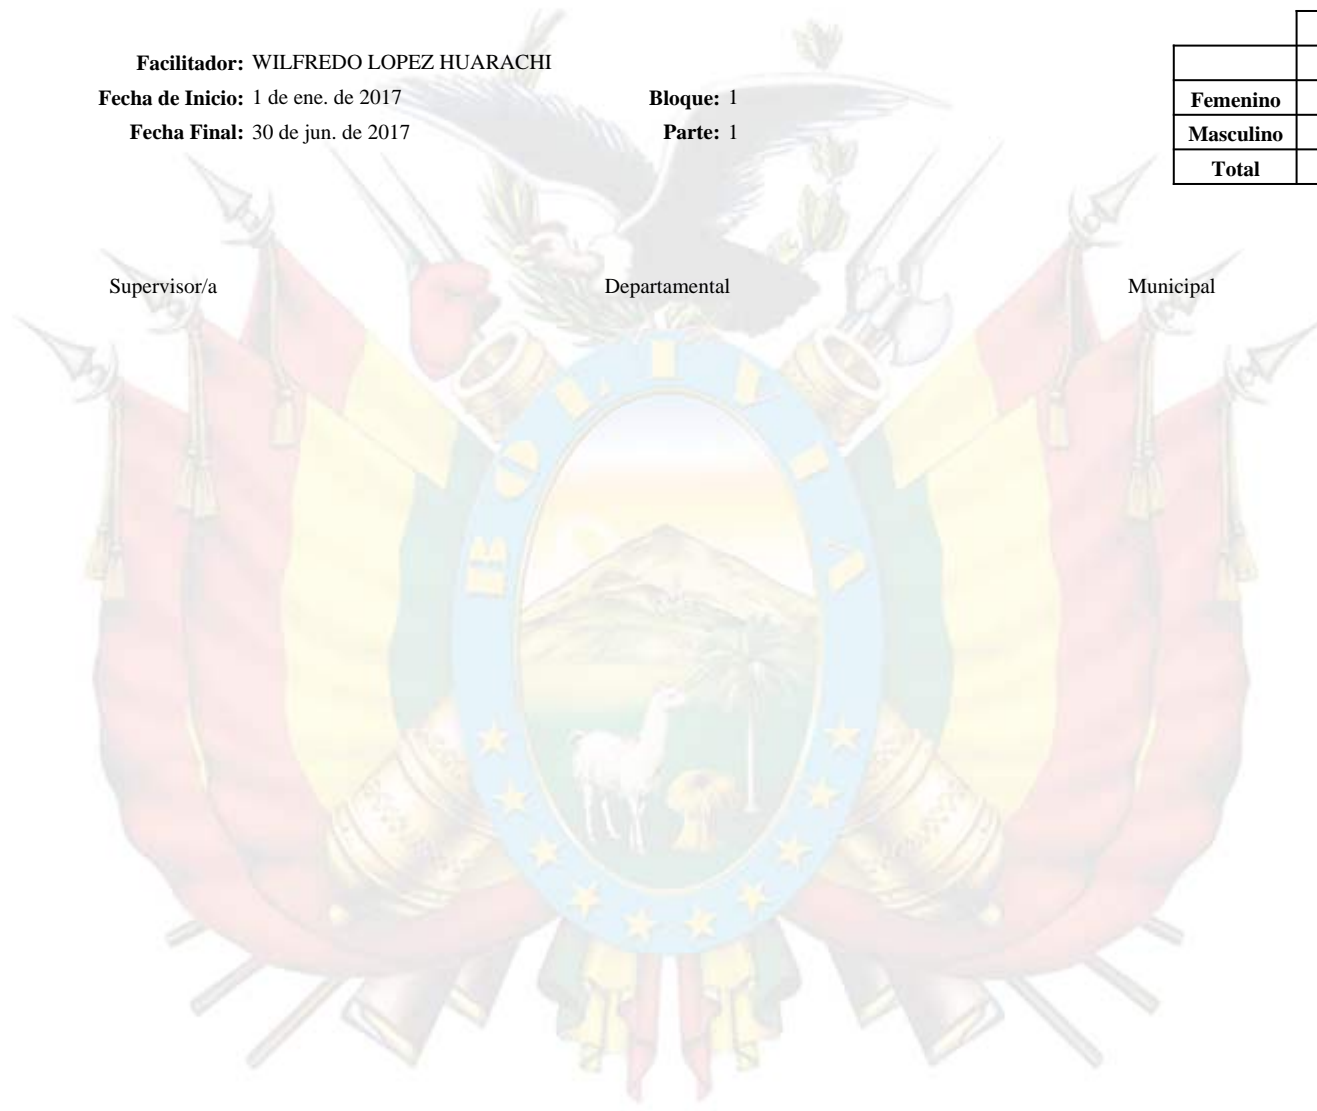 Facilitador: WILFREDO LOPEZ HUARACHI
Fecha de Inicio: 1 de ene. de 2017 Bloque: 1
Fecha Final: 30 de jun. de 2017 Parte: 1
Femenino
Masculino
Total
Supervisor/a Departamental Municipal
BOLIVIA